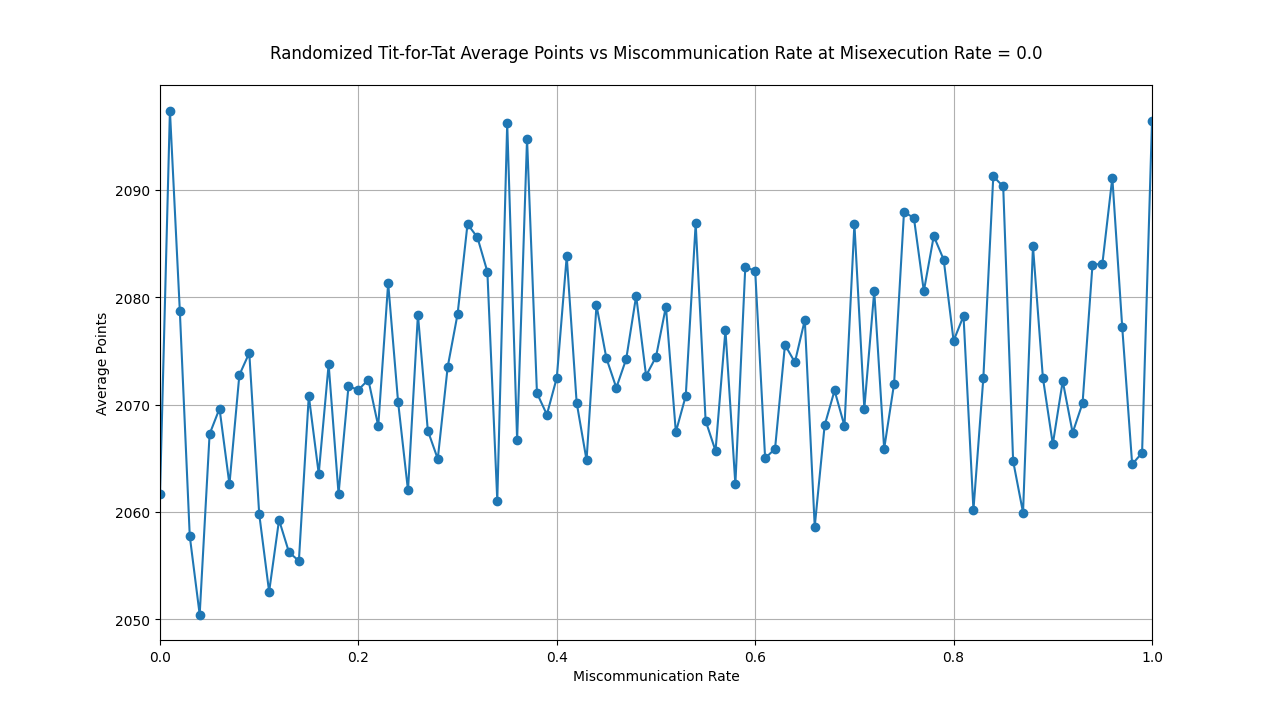 Randomized Tit-for-Tat Average Points vs Miscommunication Rate at Misexecution Rate = 0.0
2090
2080
2070
2060
2050
Average Points
0.0 0.2 0.4 0.6 0.8 1.0
Miscommunication Rate